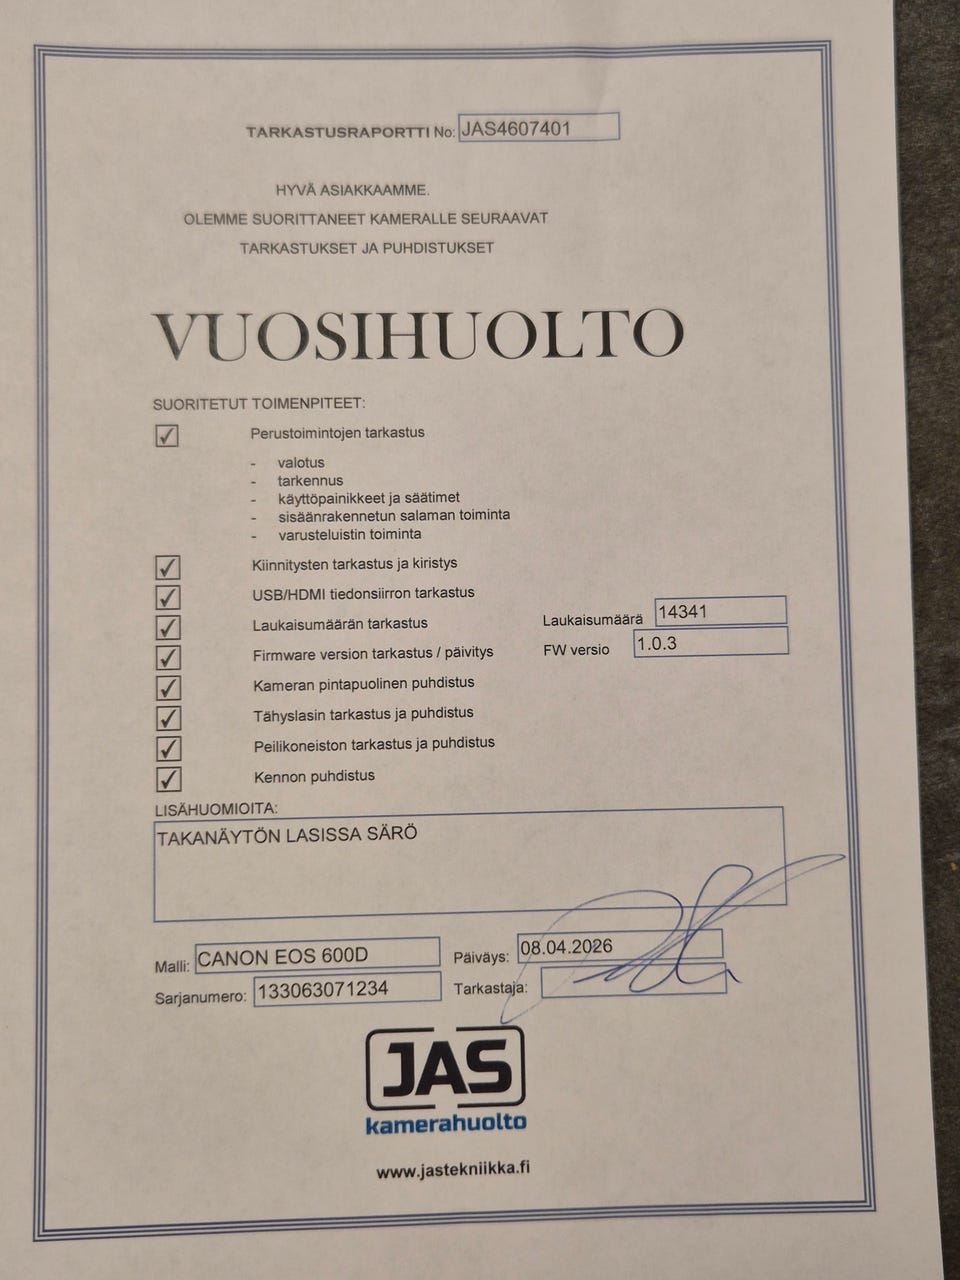 TARKASTUSRAPORTTI No: JAS4607401
HYVÄ ASIAKKAAMME.
OLEMME SUORITTANEET KAMERALLE SEURAAVAT
TARKASTUKSET JA PUHDISTUKSET
VUOSIHUOLTO
SUORITETUT TOIMENPITEET:
Perustoimintojen tarkastus
- valotus
- tarkennus
- käyttöpainikkeet ja säätimet
- sisäänrakennetun salaman toiminta
- varusteluistin toiminta
Kiinnitysten tarkastus ja kiristys
USB/HDMI tiedonsiirron tarkastus
Laukaisumäärän tarkastus Laukaisumäärä 14341
Firmware version tarkastus / päivitys FW versio 1.0.3
Kameran pintapuolinen puhdistus
Tähyslasin tarkastus ja puhdistus
Peilikoneiston tarkastus ja puhdistus
Kennon puhdistus
LISÄHUOMIOITA:
TAKANÄYTÖN LASISSA SÄRÖ
Malli: CANON EOS 600D Päiväys: 08.04.2026
Sarjanumero: 133063071234 Tarkastaja:
JAS
kamerahuolto
www.jastekniikka.fi